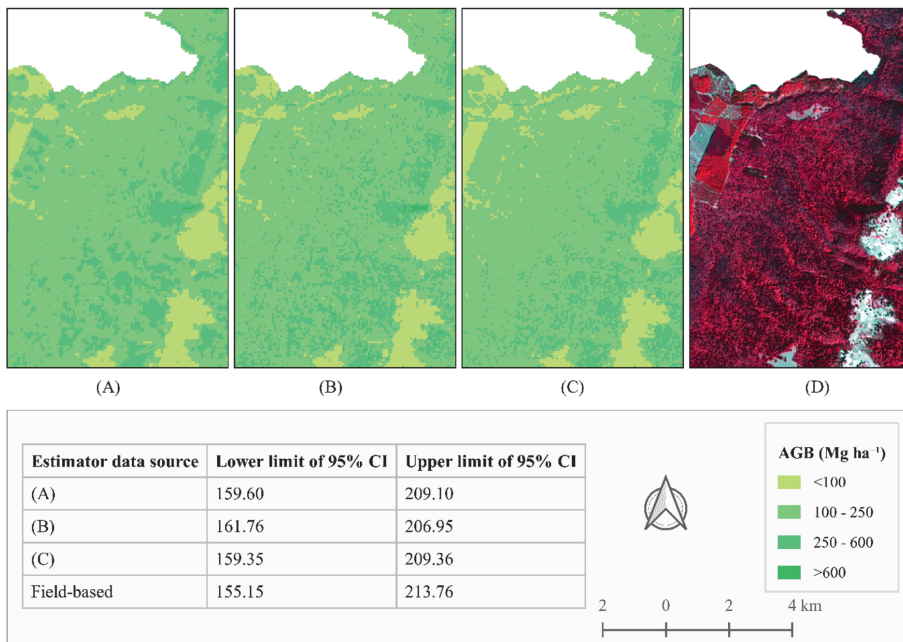 (A) (B) (C) (D)
Estimator data source Lower limit of 95% CI Upper limit of 95% CI
(A) 159.60 209.10
(B) 161.76 206.95
(C) 159.35 209.36
Field-based 155.15 213.76
AGB (Mg ha⁻¹)
<100
100 - 250
250 - 600
>600
2 0 2 4 km